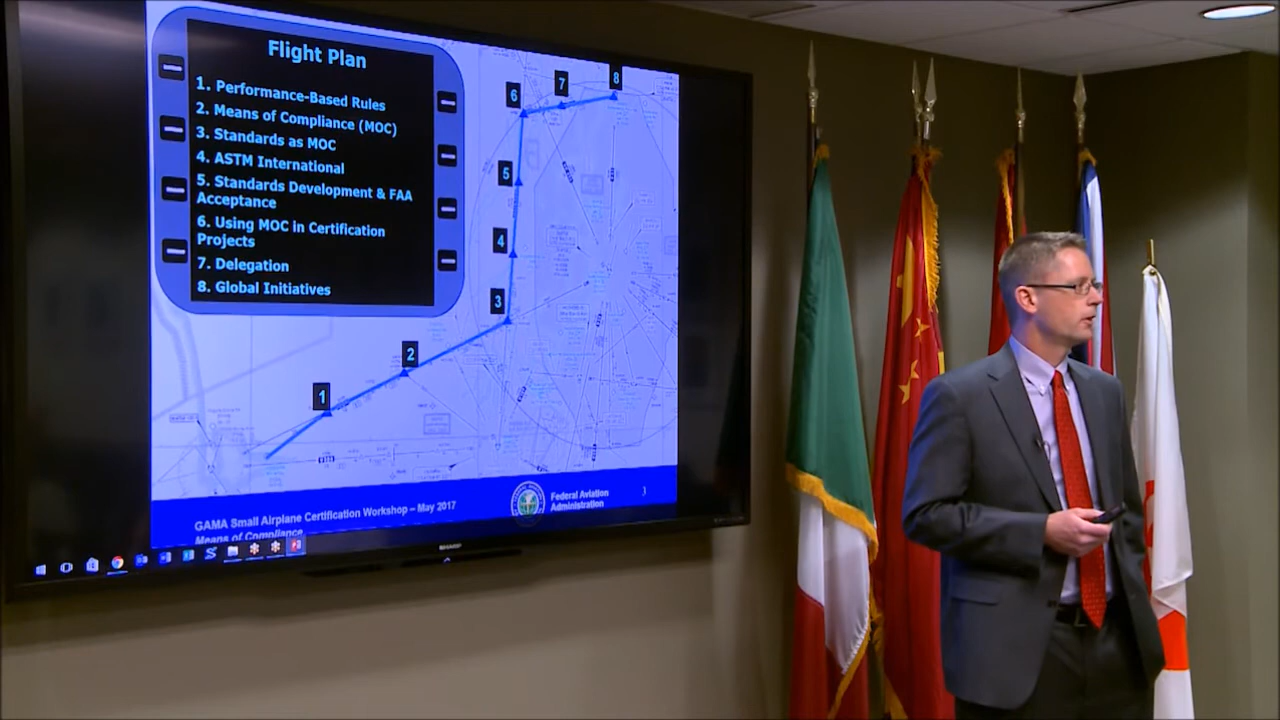 Flight Plan
1. Performance-Based Rules
2. Means of Compliance (MOC)
3. Standards as MOC
4. ASTM International
5. Standards Development & FAA
Acceptance
6. Using MOC in Certification
Projects
7. Delegation
8. Global Initiatives
8
7
6
5
4
3
2
1
GAMA Small Airplane Certification Workshop – May 2017
Means of Compliance
Federal Aviation
Administration
3
SHARP